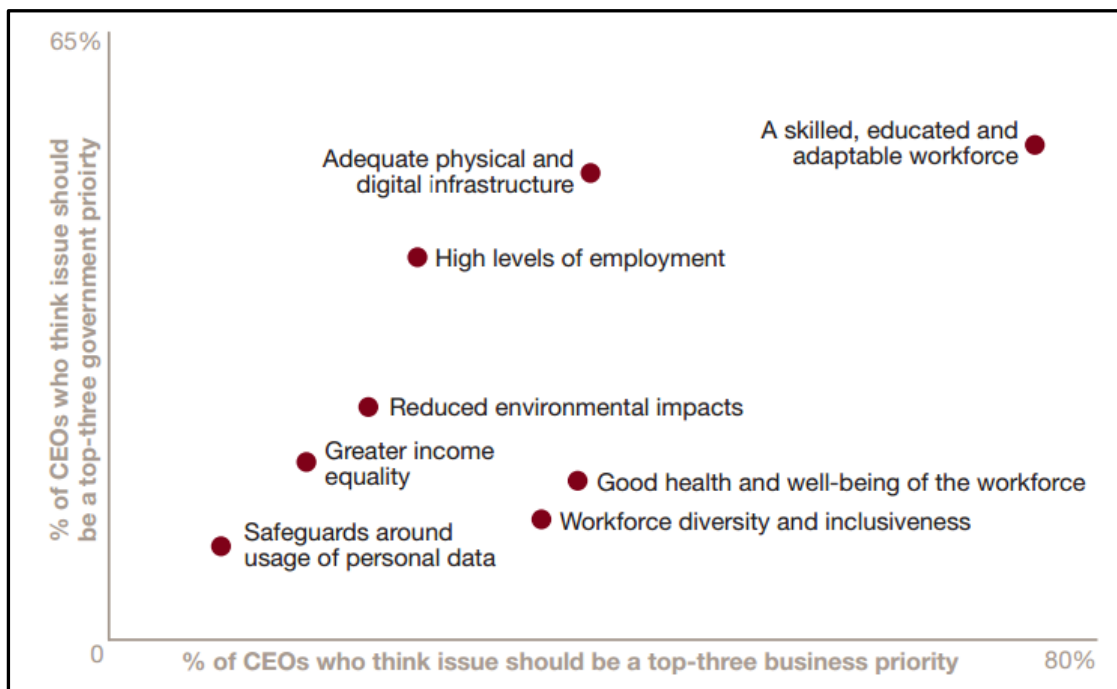 65%
% of CEOs who think issue should
be a top-three government prioirty
A skilled, educated and
adaptable workforce
Adequate physical and
digital infrastructure
High levels of employment
Reduced environmental impacts
Greater income
equality
Good health and well-being of the workforce
Workforce diversity and inclusiveness
Safeguards around
usage of personal data
0
% of CEOs who think issue should be a top-three business priority
80%